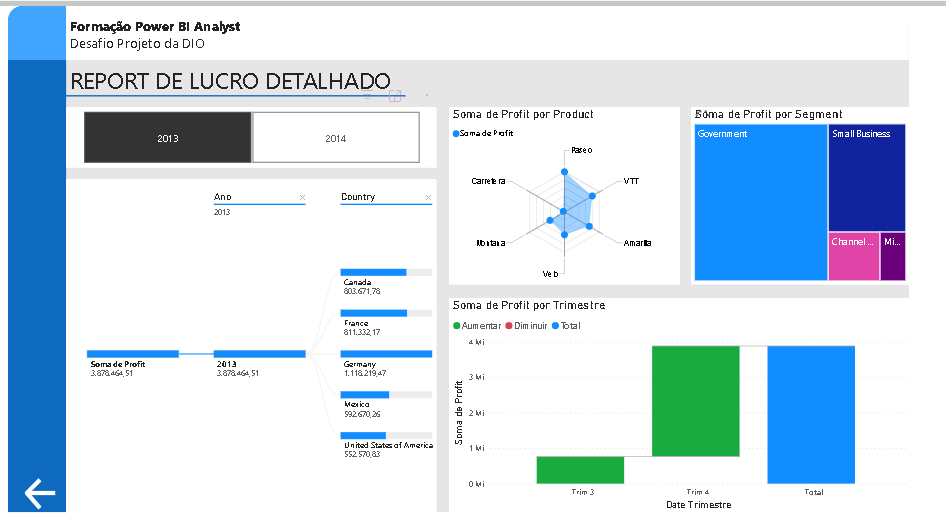 Formação Power BI Analyst
Desafio Projeto da DIO
REPORT DE LUCRO DETALHADO
2013
2014
Ano
2013
Country
Soma de Profit
3.878.464,51
2013
3.878.464,51
Canada
803.671,78
France
811.332,17
Germany
1.118.219,47
Mexico
592.670,26
United States of America
552.570,83
Soma de Profit por Product
Soma de Profit
Paseo
VTT
Amarilla
Velo
Montana
Carretera
Soma de Profit por Segment
Government
Small Business
Channel ...
Mi...
Soma de Profit por Trimestre
Aumentar
Diminuir
Total
Soma de Profit
4 Mi
3 Mi
2 Mi
1 Mi
0 Mi
Trim 3
Trim 4
Total
Date Trimestre